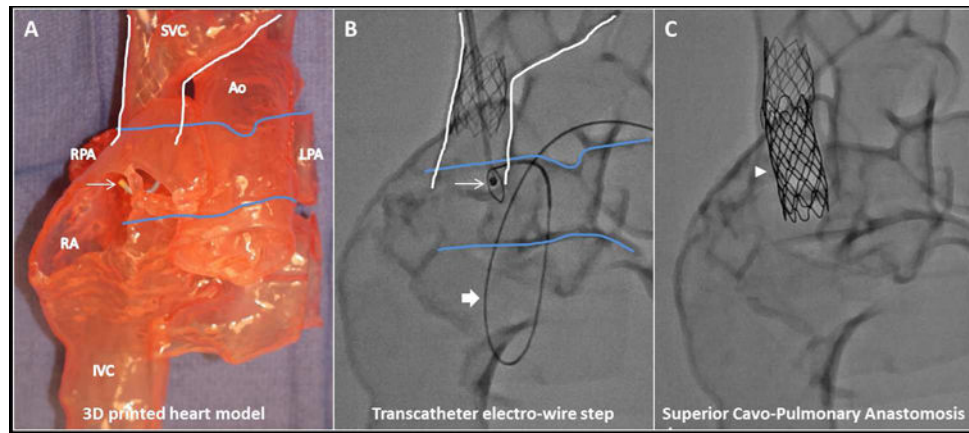 A
SVC
Ao
RPA
LPA
RA
IVC
3D printed heart model
B
Transcatheter electro-wire step
C
Superior Cavo-Pulmonary Anastomosis